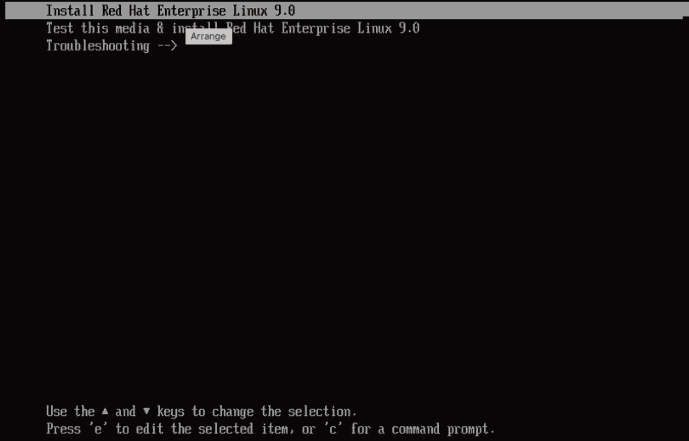 Install Red Hat Enterprise Linux 9.0
Test this media & install Red Hat Enterprise Linux 9.0
Troubleshooting -->
Arrange
Use the ▲ and ▼ keys to change the selection.
Press 'e' to edit the selected item, or 'c' for a command prompt.